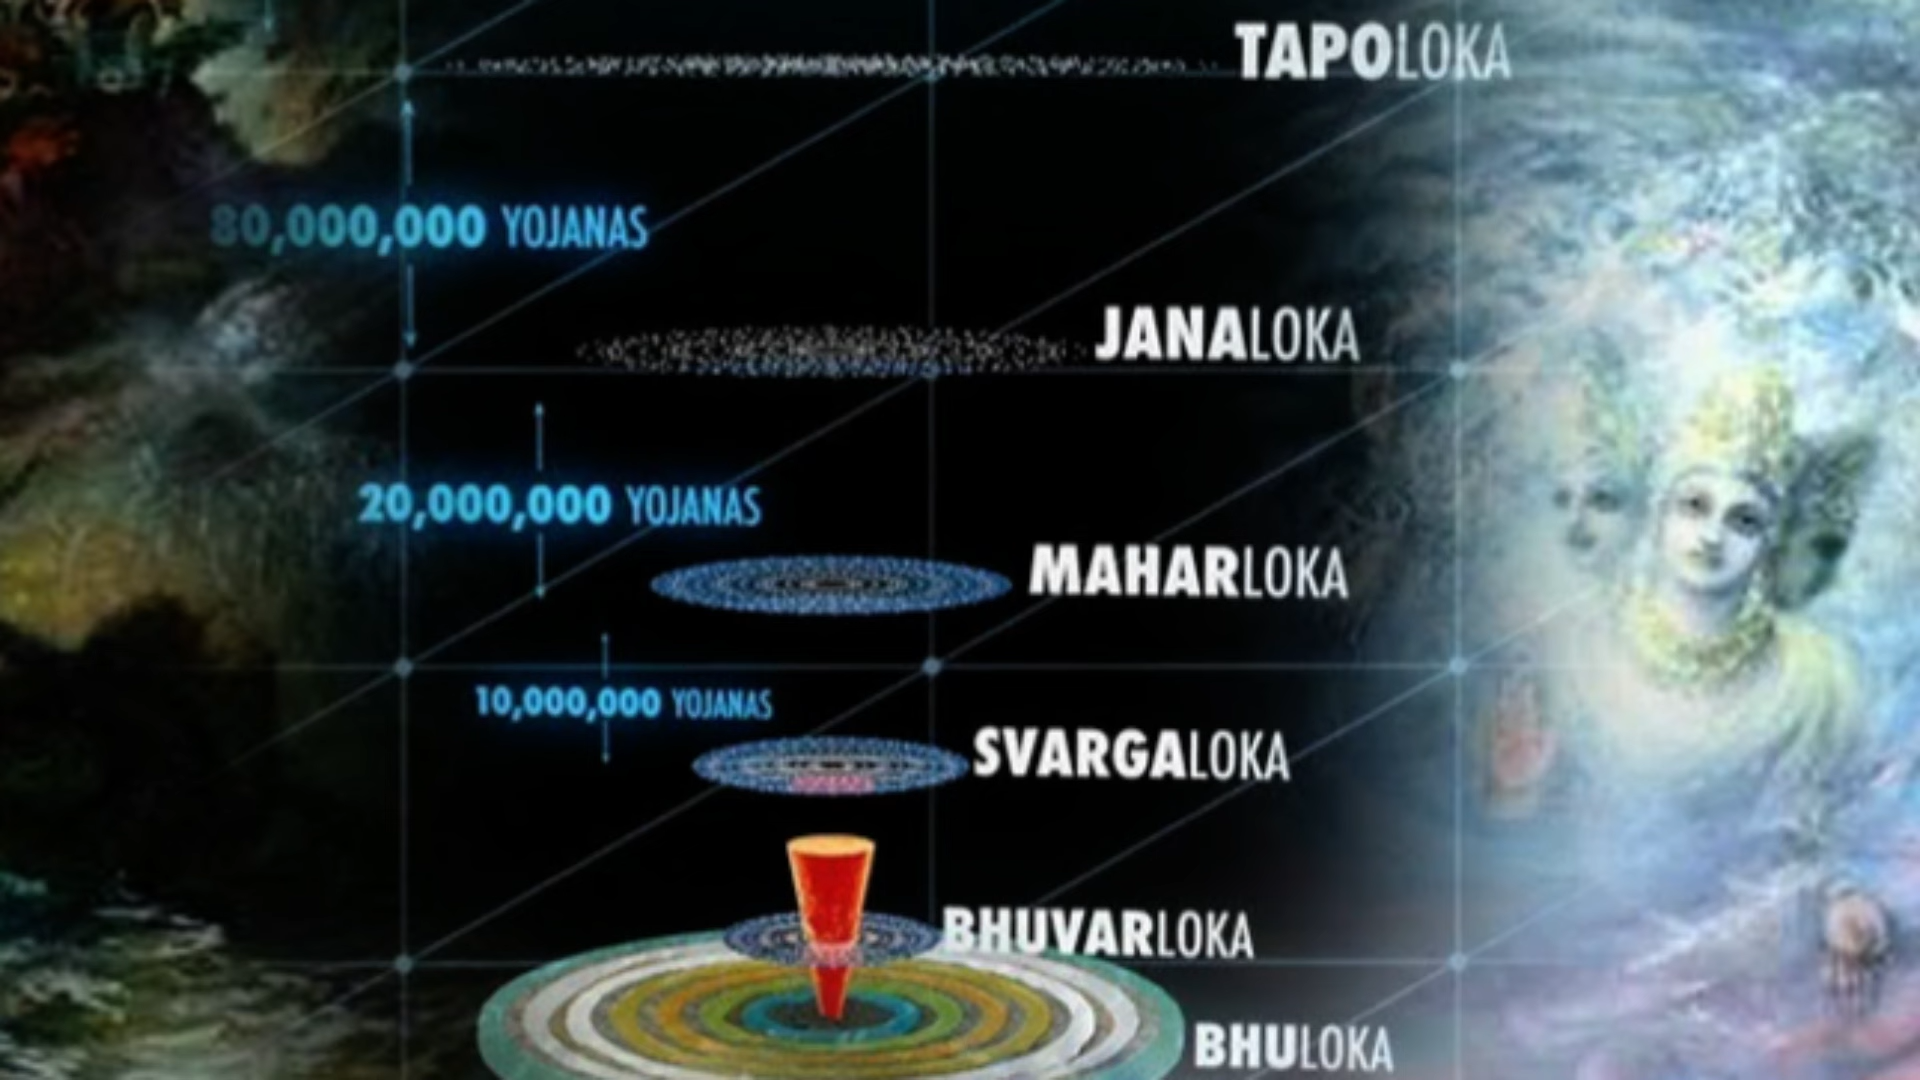 TAPOLOKA
80,000,000 YOJANAS
JANALOKA
20,000,000 YOJANAS
MAHARLOKA
10,000,000 YOJANAS
SVARGALOKA
BHUVARLOKA
BHULOKA